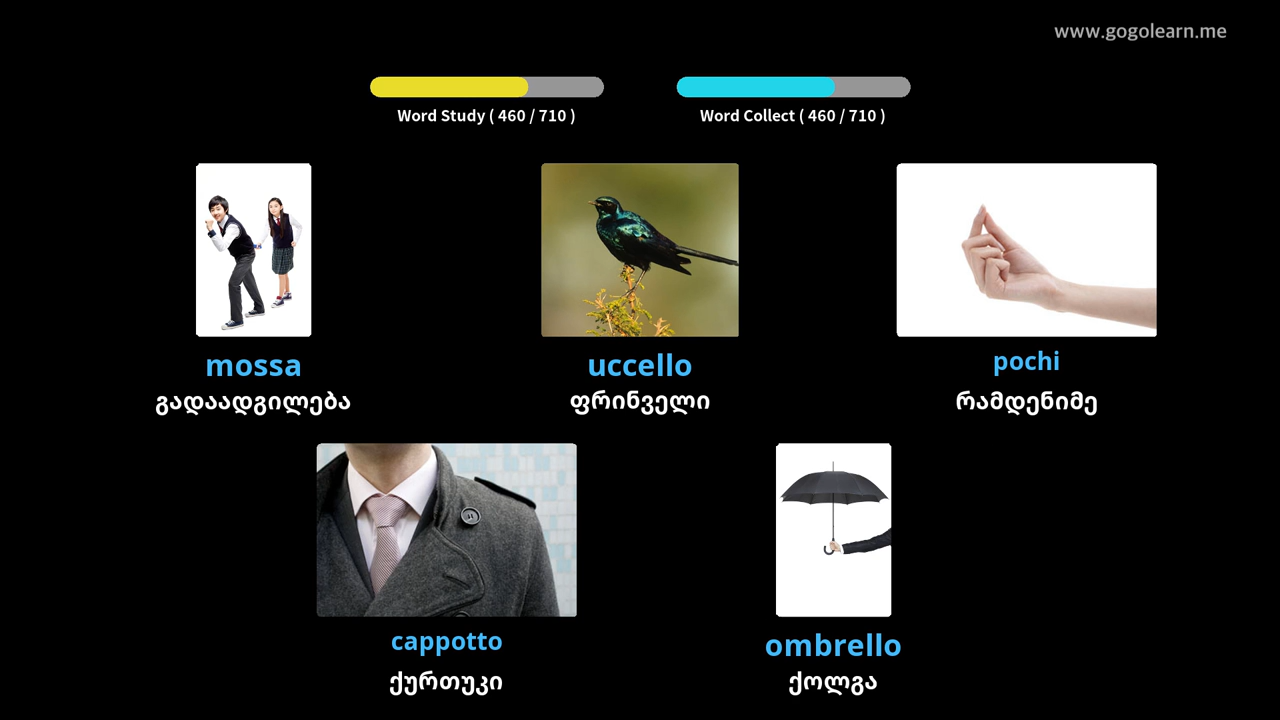 www.gogolearn.me
Word Study ( 460 / 710 )
Word Collect ( 460 / 710 )
mossa
გადაადგილება
uccello
ფრინველი
pochi
რამდენიმე
cappotto
ქურთუკი
ombrello
ქოლგა